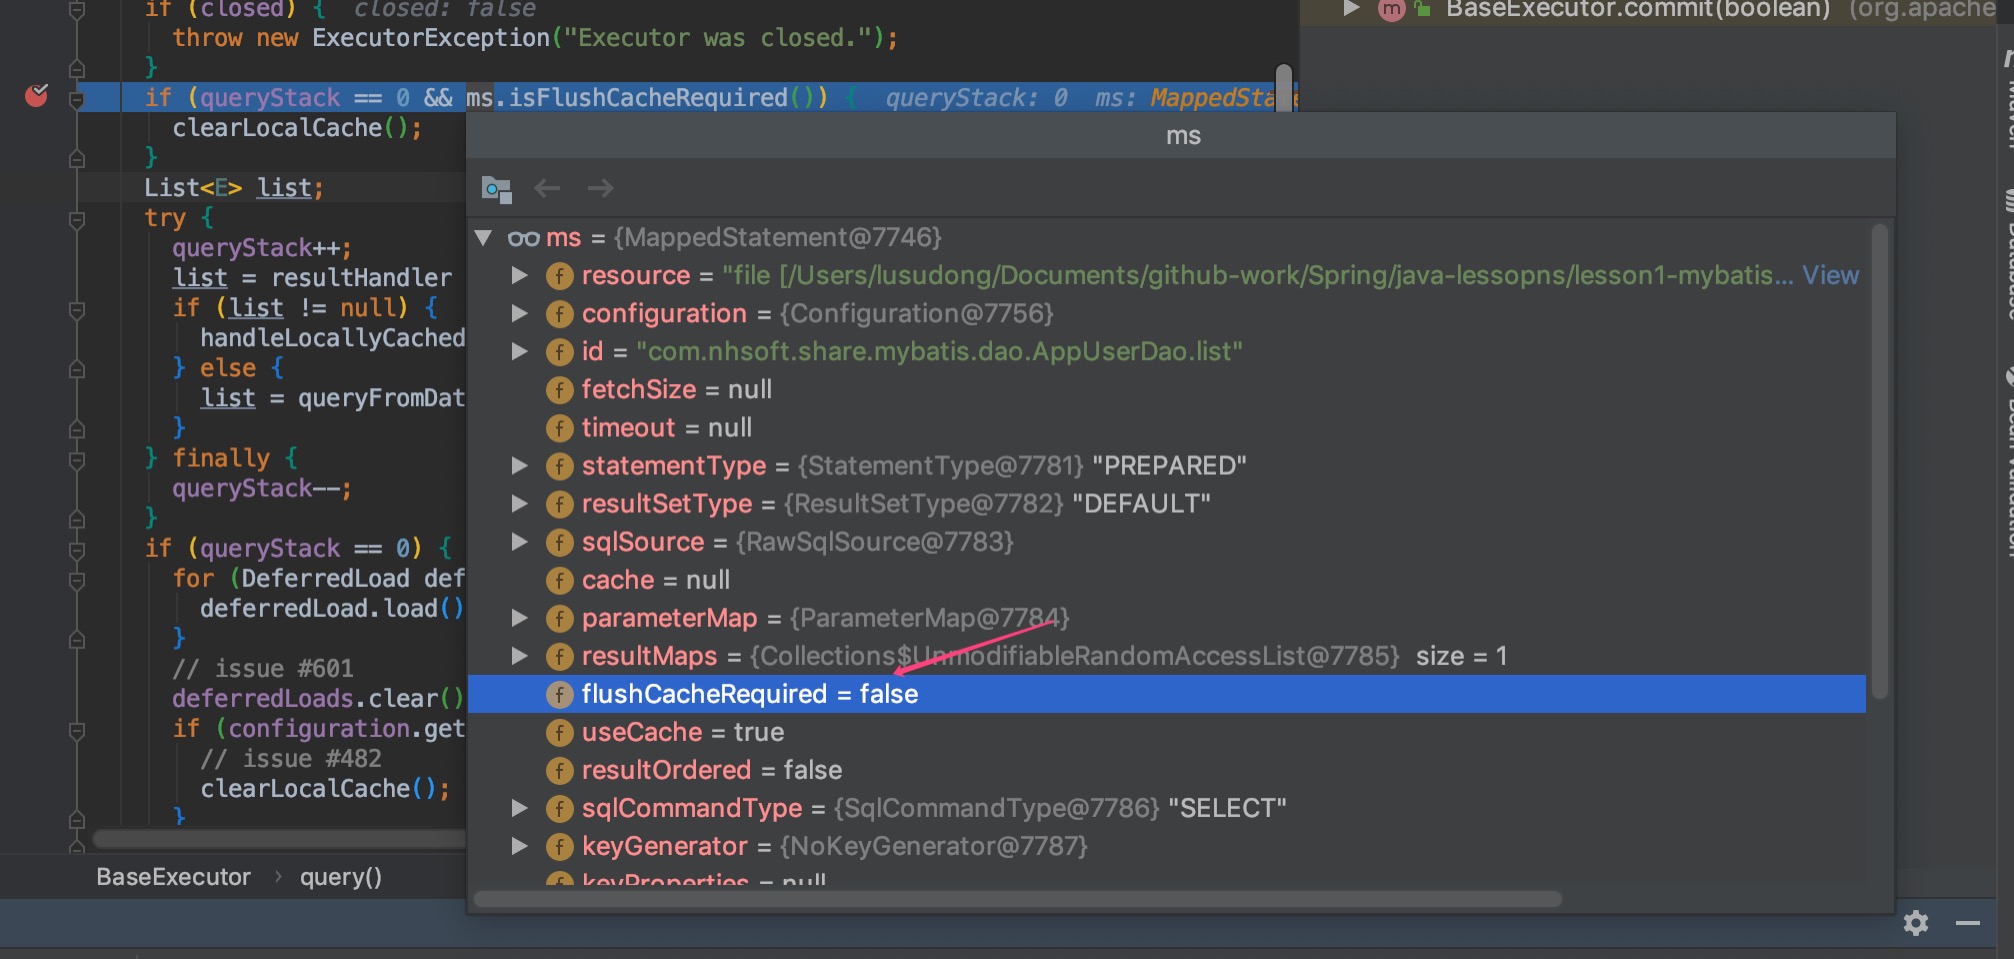 if (closed) {  closed: false
throw new ExecutorException("Executor was closed.");
}
if (queryStack == 0 && ms.isFlushCacheRequired()) {  queryStack: 0  ms: MappedSta
clearLocalCache();
}
List<E> list;
try {
queryStack++;
list = resultHandler
if (list != null) {
handleLocallyCached
} else {
list = queryFromDat
}
} finally {
queryStack--;
}
if (queryStack == 0) {
for (DeferredLoad def
deferredLoad.load()
}
// issue #601
deferredLoads.clear()
if (configuration.get
// issue #482
clearLocalCache();
}
BaseExecutor › query()
m BaseExecutor.commit(boolean) (org.apache
ms
ms = {MappedStatement@7746}
f resource = "file [/Users/lusudong/Documents/github-work/Spring/java-lessopns/lesson1-mybatis... View
f configuration = {Configuration@7756}
f id = "com.nhsoft.share.mybatis.dao.AppUserDao.list"
f fetchSize = null
f timeout = null
f statementType = {StatementType@7781} "PREPARED"
f resultSetType = {ResultSetType@7782} "DEFAULT"
f sqlSource = {RawSqlSource@7783}
f cache = null
f parameterMap = {ParameterMap@7784}
f resultMaps = {Collections$UnmodifiableRandomAccessList@7785}  size = 1
f flushCacheRequired = false
f useCache = true
f resultOrdered = false
f sqlCommandType = {SqlCommandType@7786} "SELECT"
f keyGenerator = {NoKeyGenerator@7787}
f keyProperties = null